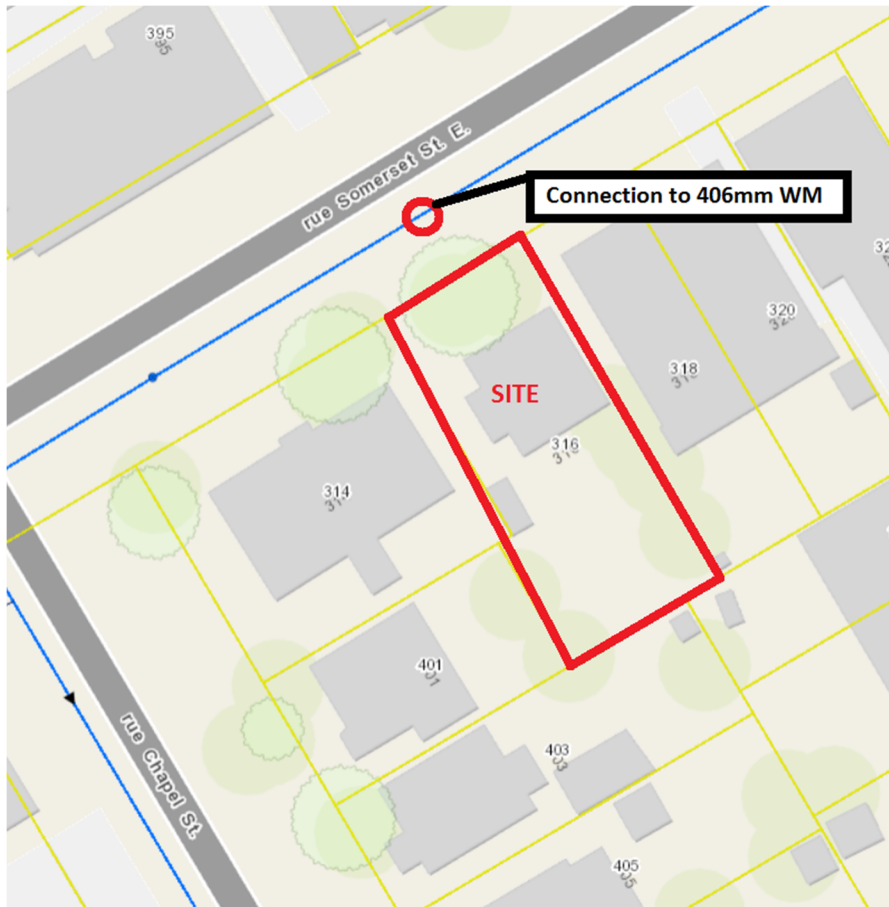 395
rue Somerset St. E.
Connection to 406mm WM
320
318
SITE
316
314
401
rue Chapel St.
403
405